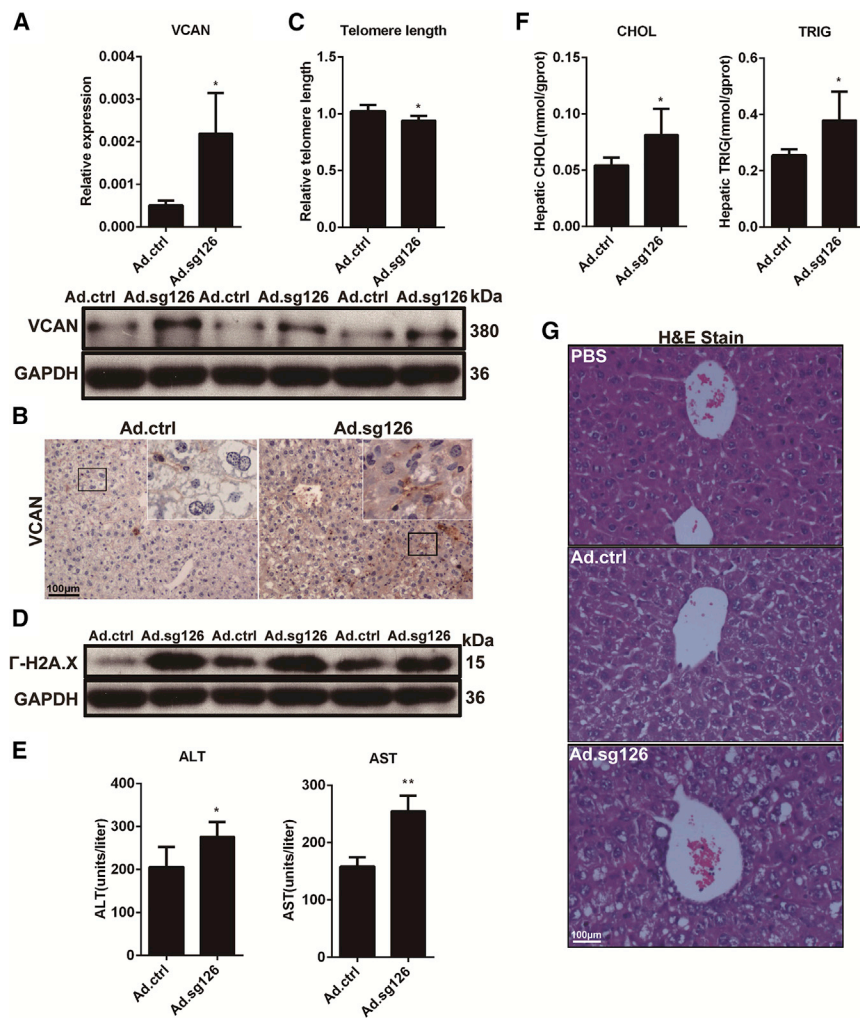 A
VCAN
Relative expression
0.004
0.003
0.002
0.001
0.000
*
Ad.ctrl
Ad.sg126
C
Telomere length
Relative telomere length
1.5
1.0
0.5
0.0
*
Ad.ctrl
Ad.sg126
Ad.ctrl Ad.sg126 Ad.ctrl Ad.sg126 Ad.ctrl Ad.sg126 kDa
VCAN 380
GAPDH 36
B
Ad.ctrl Ad.sg126
VCAN
100μm
D
Ad.ctrl Ad.sg126 Ad.ctrl Ad.sg126 Ad.ctrl Ad.sg126 kDa
Γ-H2A.X 15
GAPDH 36
E
ALT
ALT(units/liter)
400
300
200
100
0
*
Ad.ctrl
Ad.sg126
AST
AST(units/liter)
300
200
100
0
**
Ad.ctrl
Ad.sg126
F
CHOL
Hepatic CHOL(mmol/gprot)
0.15
0.10
0.05
0.00
*
Ad.ctrl
Ad.sg126
TRIG
Hepatic TRIG(mmol/gprot)
0.6
0.4
0.2
0.0
*
Ad.ctrl
Ad.sg126
G
H&E Stain
PBS
Ad.ctrl
Ad.sg126
100μm